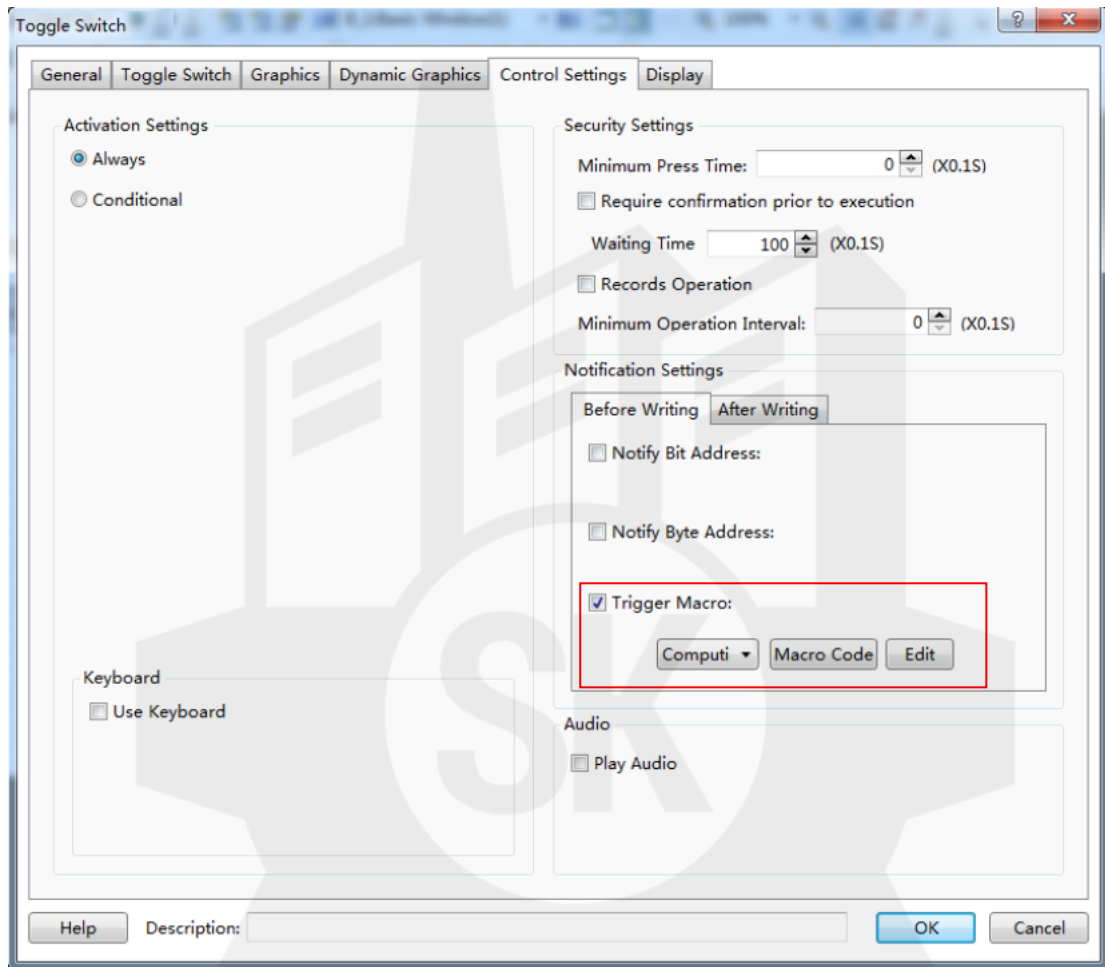 Toggle Switch
General Toggle Switch Graphics Dynamic Graphics Control Settings Display
Activation Settings
Always
Conditional
Keyboard
Use Keyboard
Security Settings
Minimum Press Time: 0 (X0.1S)
Require confirmation prior to execution
Waiting Time 100 (X0.1S)
Records Operation
Minimum Operation Interval: 0 (X0.1S)
Notification Settings
Before Writing After Writing
Notify Bit Address:
Notify Byte Address:
Trigger Macro:
Computi Macro Code Edit
Audio
Play Audio
SK
Help Description: OK Cancel